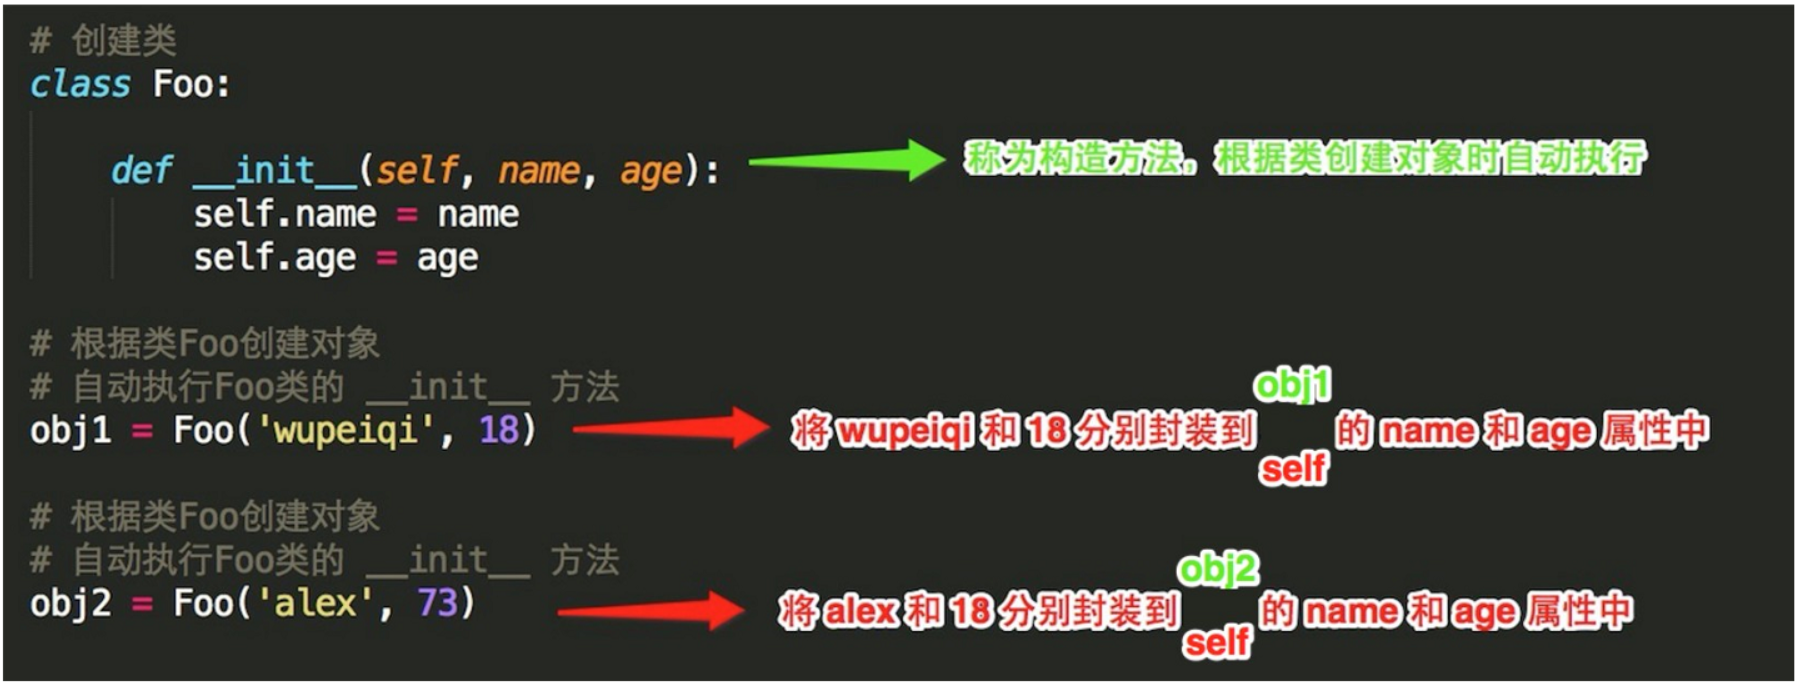 # 创建类
class Foo:
def __init__(self, name, age):
称为构造方法，根据类创建对象时自动执行
self.name = name
self.age = age
# 根据类Foo创建对象
# 自动执行Foo类的 __init__ 方法
obj1 = Foo('wupeiqi', 18)
obj1
将 wupeiqi 和 18 分别封装到 的 name 和 age 属性中
self
# 根据类Foo创建对象
# 自动执行Foo类的 __init__ 方法
obj2 = Foo('alex', 73)
obj2
将 alex 和 18 分别封装到 的 name 和 age 属性中
self